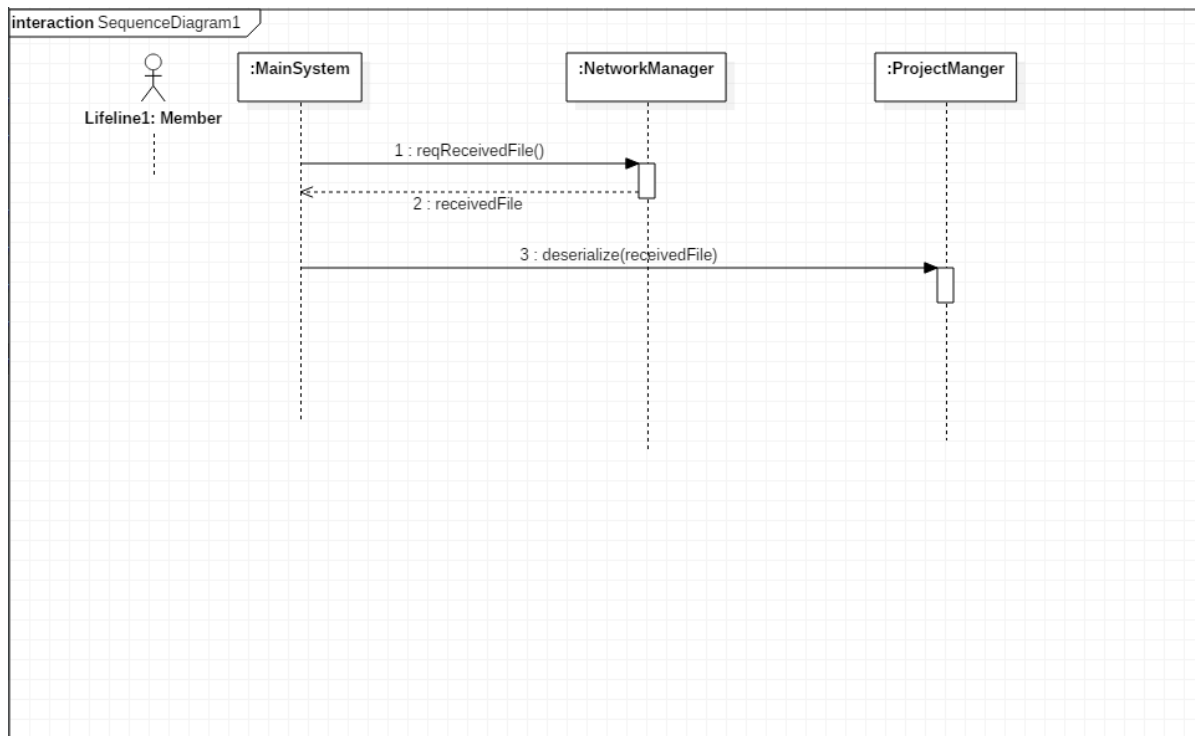 interaction SequenceDiagram1
:MainSystem
:NetworkManager
:ProjectManger
Lifeline1: Member
1 : reqReceivedFile()
2 : receivedFile
3 : deserialize(receivedFile)